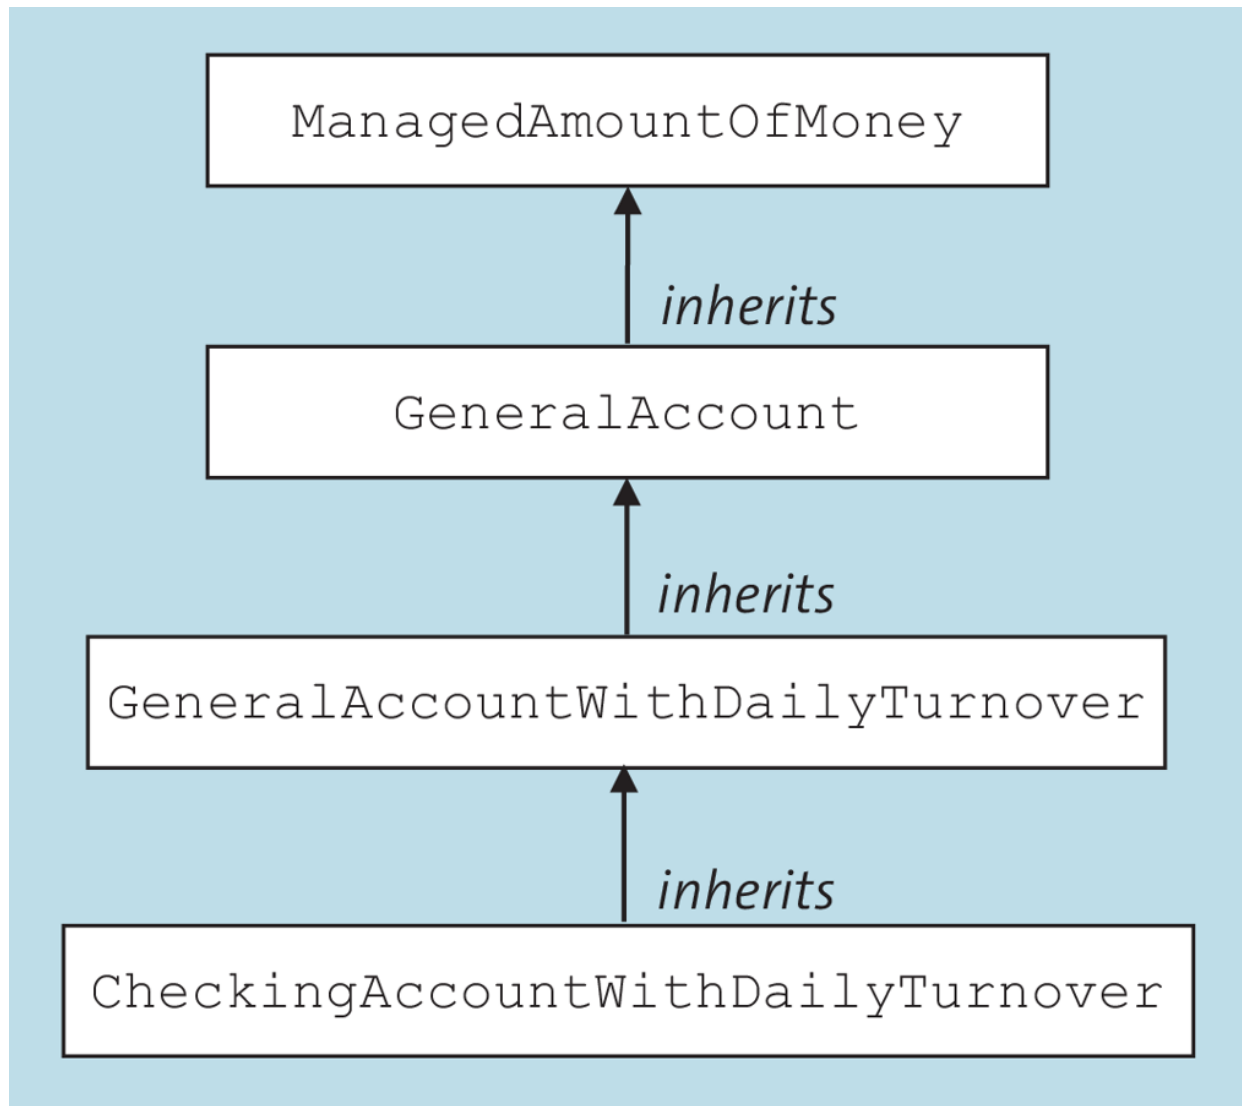 ManagedAmountOfMoney
inherits
GeneralAccount
inherits
GeneralAccountWithDailyTurnover
inherits
CheckingAccountWithDailyTurnover